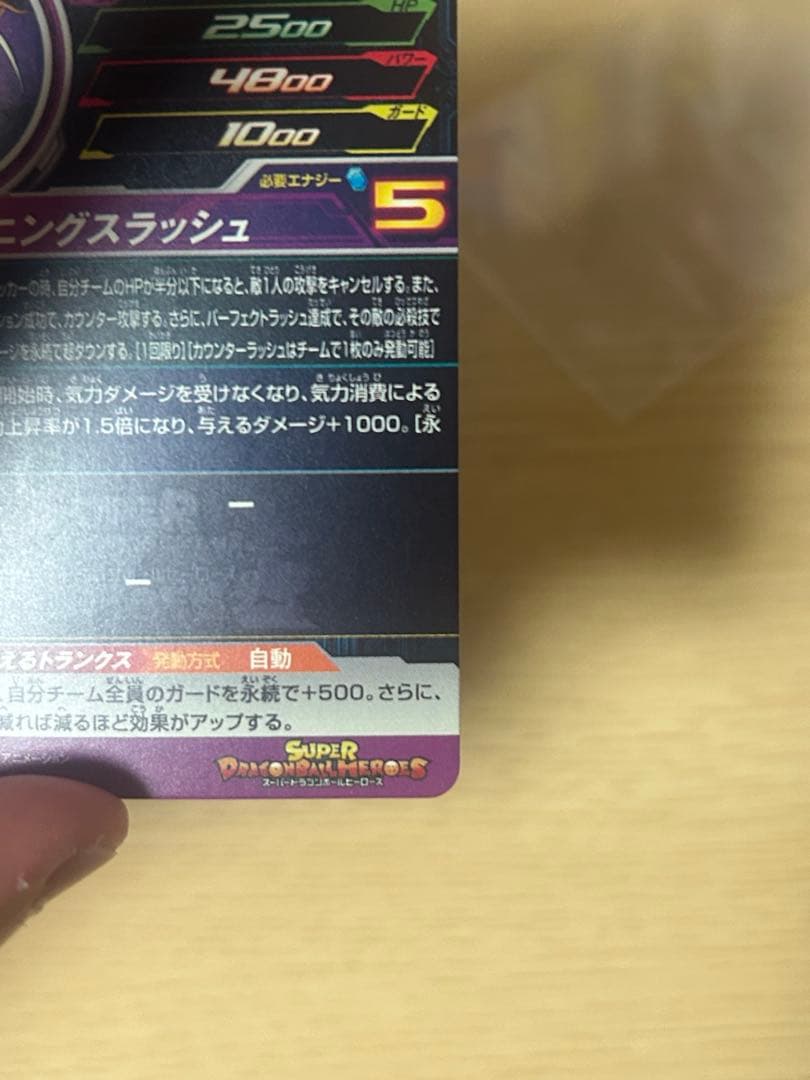 HP
2500
パワー
4800
ガード
1000
必要エナジー 5
ニングスラッシュ
ッカーの時、自分チームのHPが半分以下になると、敵1人の攻撃をキャンセルする。また、
ション成功で、カウンター攻撃する。さらに、パーフェクトラッシュ達成で、その敵の必殺技で
ージを永続で超ダウンする。[1回限り][カウンターラッシュはチームで1枚のみ発動可能]
開始時、気力ダメージを受けなくなり、気力消費による
上昇率が1.5倍になり、与えるダメージ+1000。[永
ー
ー
えるトランクス 発動方式 自動
、自分チーム全員のガードを永続で+500。さらに、
減れば減るほど効果がアップする。
ニメーション
SUPER
DRAGONBALL HEROES
スーパードラゴンボールヒーローズ